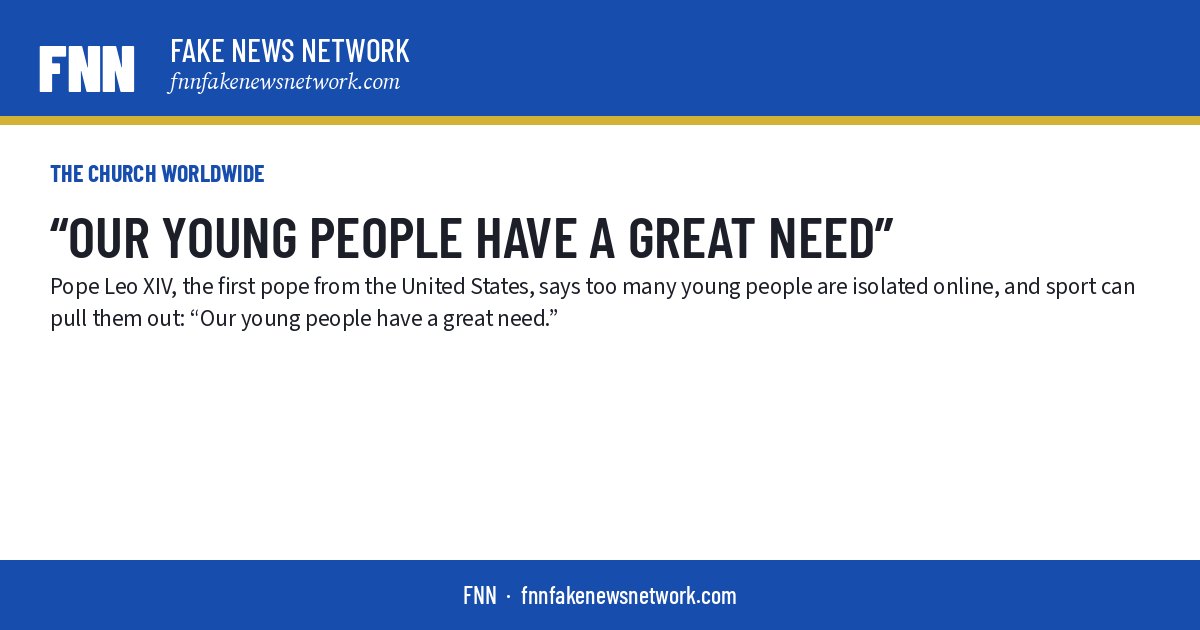 FNN
FAKE NEWS NETWORK
fnnfakenewsnetwork.com
THE CHURCH WORLDWIDE
“OUR YOUNG PEOPLE HAVE A GREAT NEED”
Pope Leo XIV, the first pope from the United States, says too many young people are isolated online, and sport can
pull them out: “Our young people have a great need.”
FNN · fnnfakenewsnetwork.com